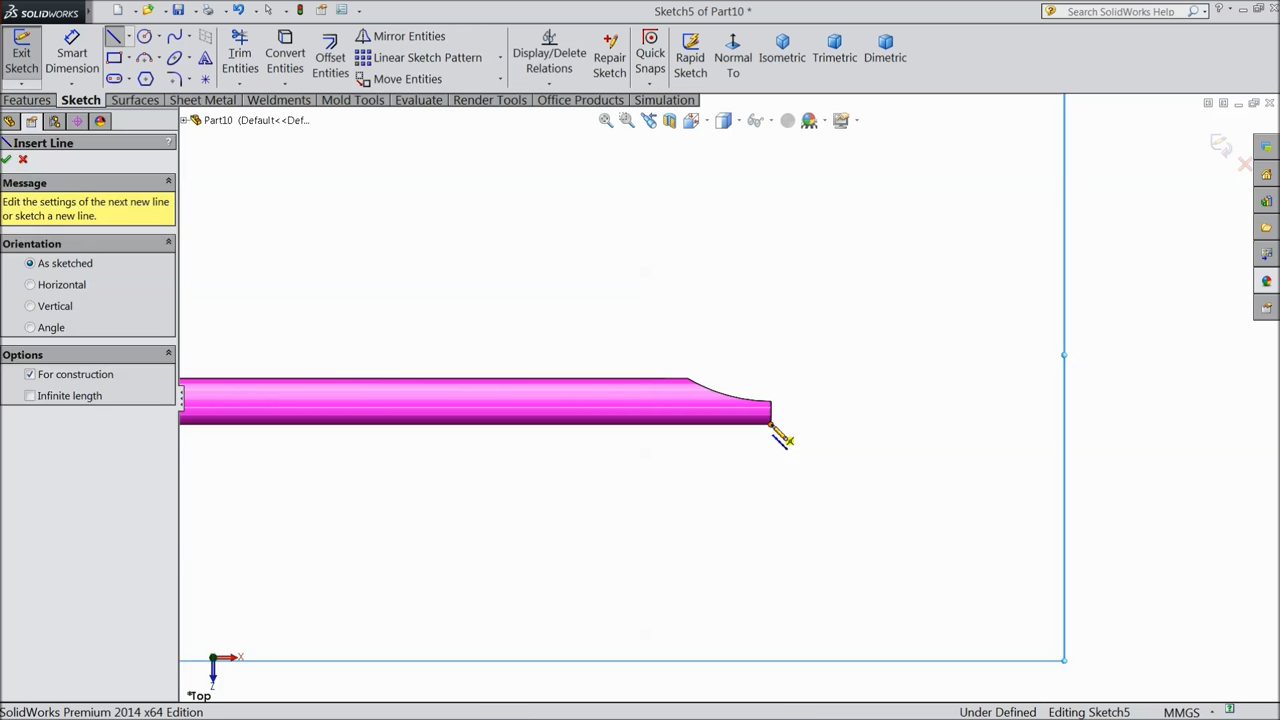 SOLIDWORKS
Sketch5 of Part10 *
Search SolidWorks Help
Exit Sketch
Smart Dimension
Trim Entities
Convert Entities
Offset Entities
Mirror Entities
Linear Sketch Pattern
Move Entities
Display/Delete Relations
Repair Sketch
Quick Snaps
Rapid Sketch
Normal To
Isometric
Trimetric
Dimetric
Features
Sketch
Surfaces
Sheet Metal
Weldments
Mold Tools
Evaluate
Render Tools
Office Products
Simulation
Part10 (Default<<Def...
Insert Line
?
Message
Edit the settings of the next new line
or sketch a new line.
Orientation
As sketched
Horizontal
Vertical
Angle
Options
For construction
Infinite length
X
Z
*Top
SolidWorks Premium 2014 x64 Edition
Under Defined
Editing Sketch5
MMGS